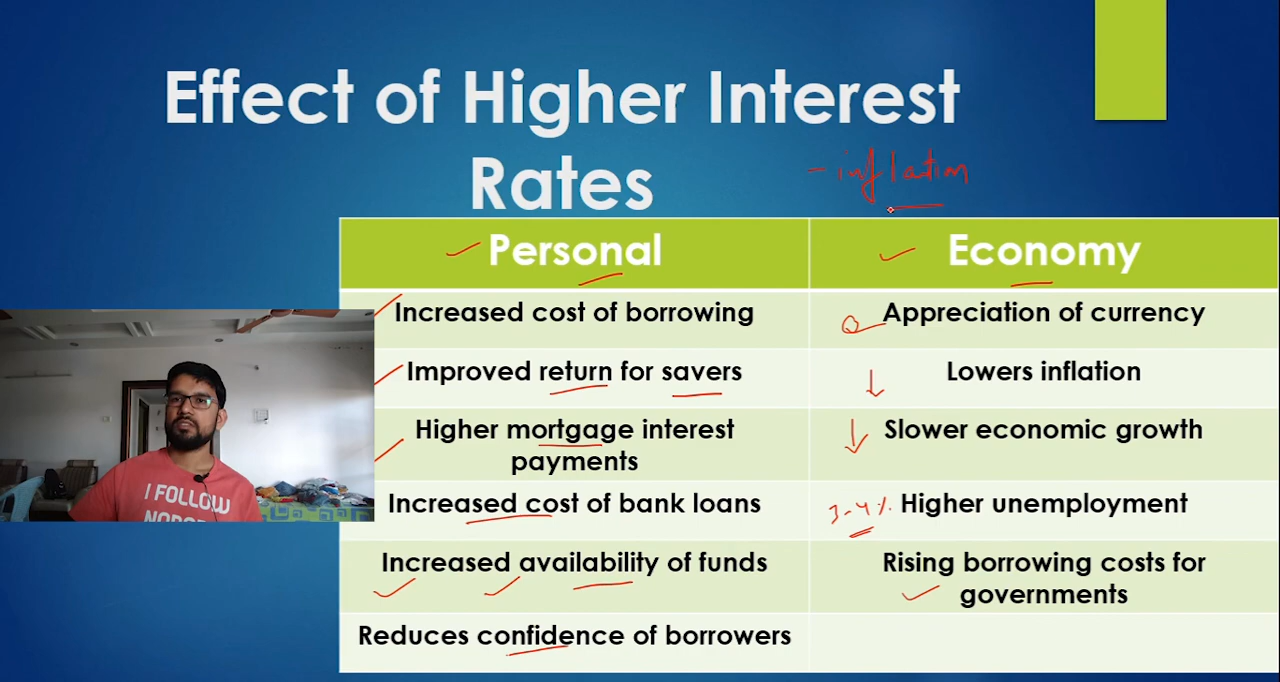 Effect of Higher Interest
Rates
- inflation
Personal
Economy
Increased cost of borrowing
Appreciation of currency
Improved return for savers
Lowers inflation
Higher mortgage interest
payments
Slower economic growth
Increased cost of bank loans
3-4%
Higher unemployment
Increased availability of funds
Rising borrowing costs for
governments
Reduces confidence of borrowers
I FOLLOW